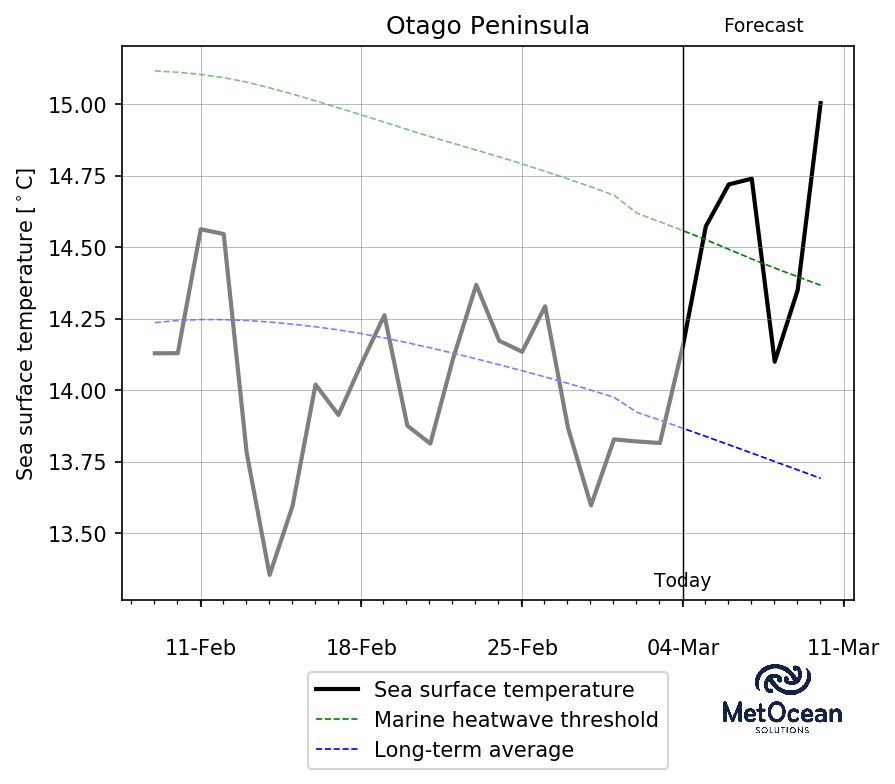 Otago Peninsula
Forecast
Sea surface temperature [°C]
15.00
14.75
14.50
14.25
14.00
13.75
13.50
Today
11-Feb
18-Feb
25-Feb
04-Mar
11-Mar
Sea surface temperature
Marine heatwave threshold
Long-term average
MetOcean
SOLUTIONS